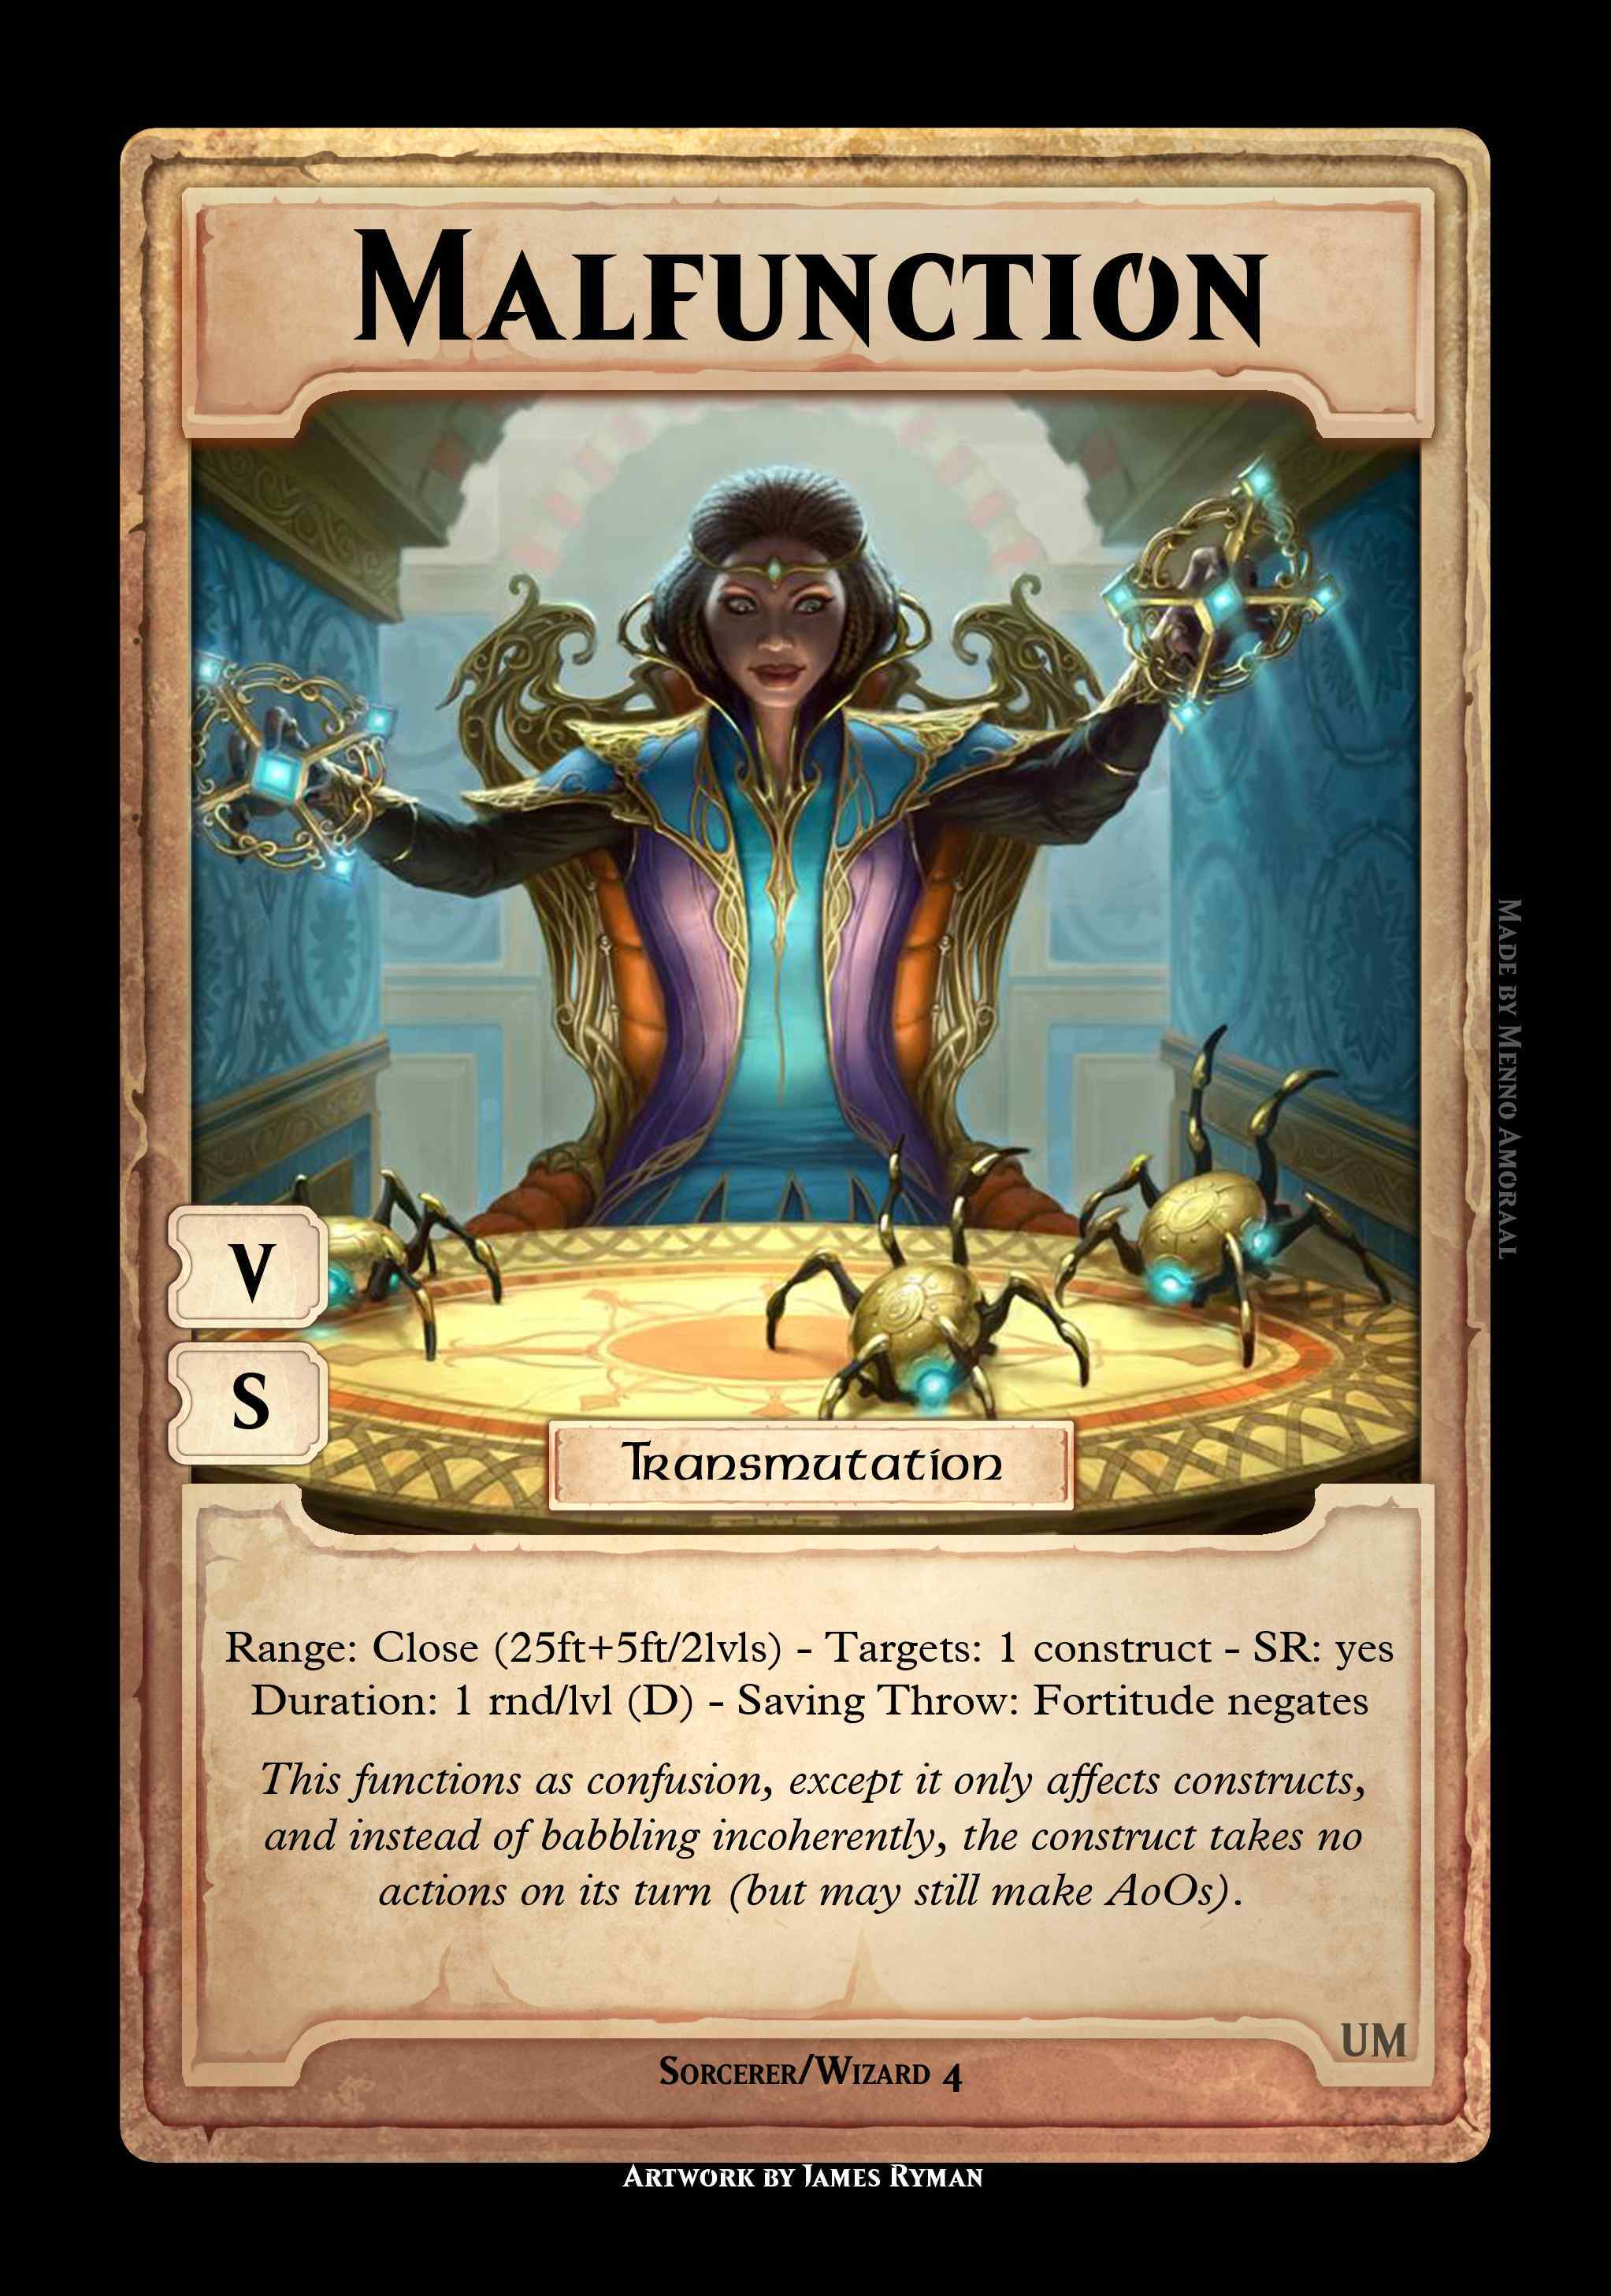 Malfunction
Made by Menno Amoraal
V
S
Transmutation
Range: Close (25ft+5ft/2lvls) - Targets: 1 construct - SR: yes
Duration: 1 rnd/lvl (D) - Saving Throw: Fortitude negates
This functions as confusion, except it only affects constructs,
and instead of babbling incoherently, the construct takes no
actions on its turn (but may still make AoOs).
UM
Sorcerer/Wizard 4
Artwork by James Ryman